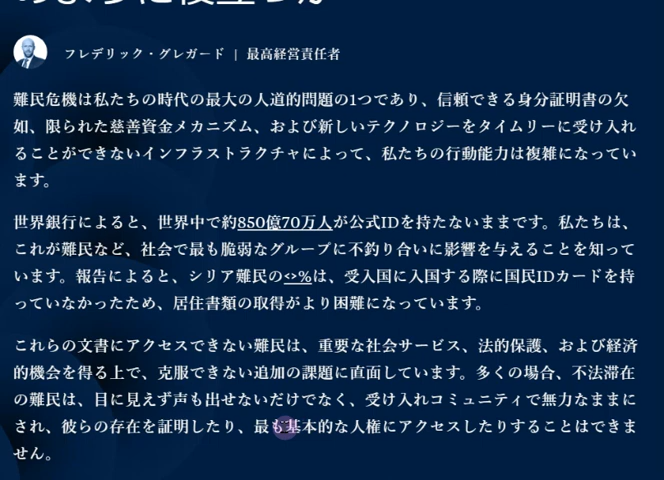 フレデリック・グレガード | 最高経営責任者
難民危機は私たちの時代の最大の人道的問題の1つであり、信頼できる身分証明書の欠
如、限られた慈善資金メカニズム、および新しいテクノロジーをタイムリーに受け入れ
ることができないインフラストラクチャによって、私たちの行動能力は複雑になってい
ます。
世界銀行によると、世界中で約850億70万人が公式IDを持たないままです。私たちは、
これが難民など、社会で最も脆弱なグループに不釣り合いに影響を与えることを知って
います。報告によると、シリア難民の<>%は、受入国に入国する際に国民IDカードを持
っていなかったため、居住書類の取得がより困難になっています。
これらの文書にアクセスできない難民は、重要な社会サービス、法的保護、および経済
的機会を得る上で、克服できない追加の課題に直面しています。多くの場合、不法滞在
の難民は、目に見えず声も出せないだけでなく、受け入れコミュニティで無力なままに
され、彼らの存在を証明したり、最も基本的な人権にアクセスしたりすることはできま
せん。